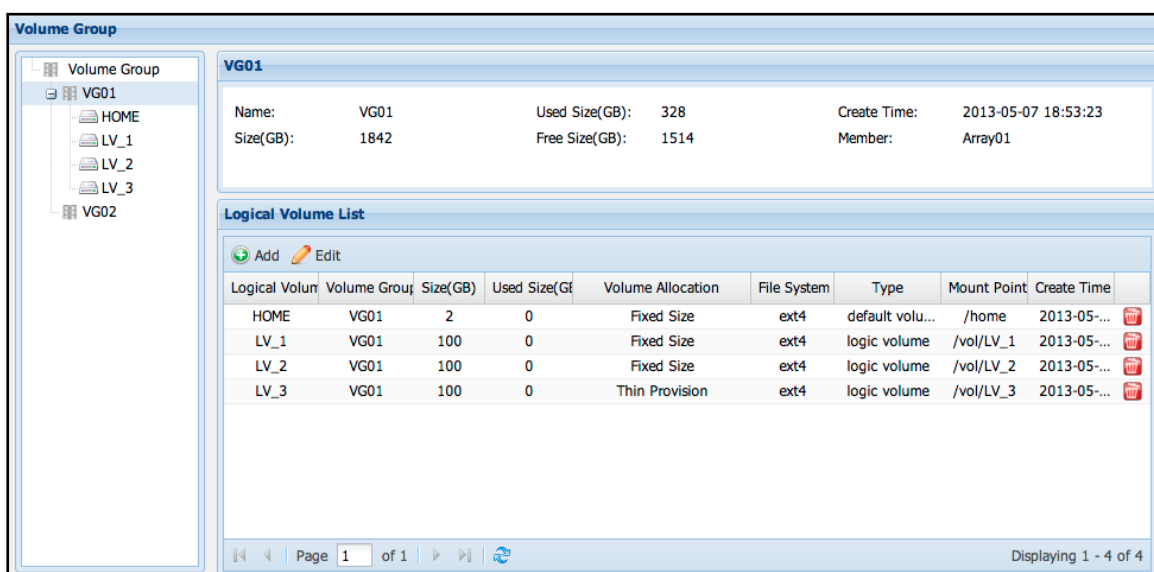 Volume Group
Volume Group
VG01
HOME
LV_1
LV_2
LV_3
VG02
VG01
Name: VG01 Used Size(GB): 328 Create Time: 2013-05-07 18:53:23
Size(GB): 1842 Free Size(GB): 1514 Member: Array01
Logical Volume List
Add Edit
Logical Volum Volume Group Size(GB) Used Size(GB Volume Allocation File System Type Mount Point Create Time
HOME VG01 2 0 Fixed Size ext4 default volu... /home 2013-05-...
LV_1 VG01 100 0 Fixed Size ext4 logic volume /vol/LV_1 2013-05-...
LV_2 VG01 100 0 Fixed Size ext4 logic volume /vol/LV_2 2013-05-...
LV_3 VG01 100 0 Thin Provision ext4 logic volume /vol/LV_3 2013-05-...
Page 1 of 1 Displaying 1 - 4 of 4